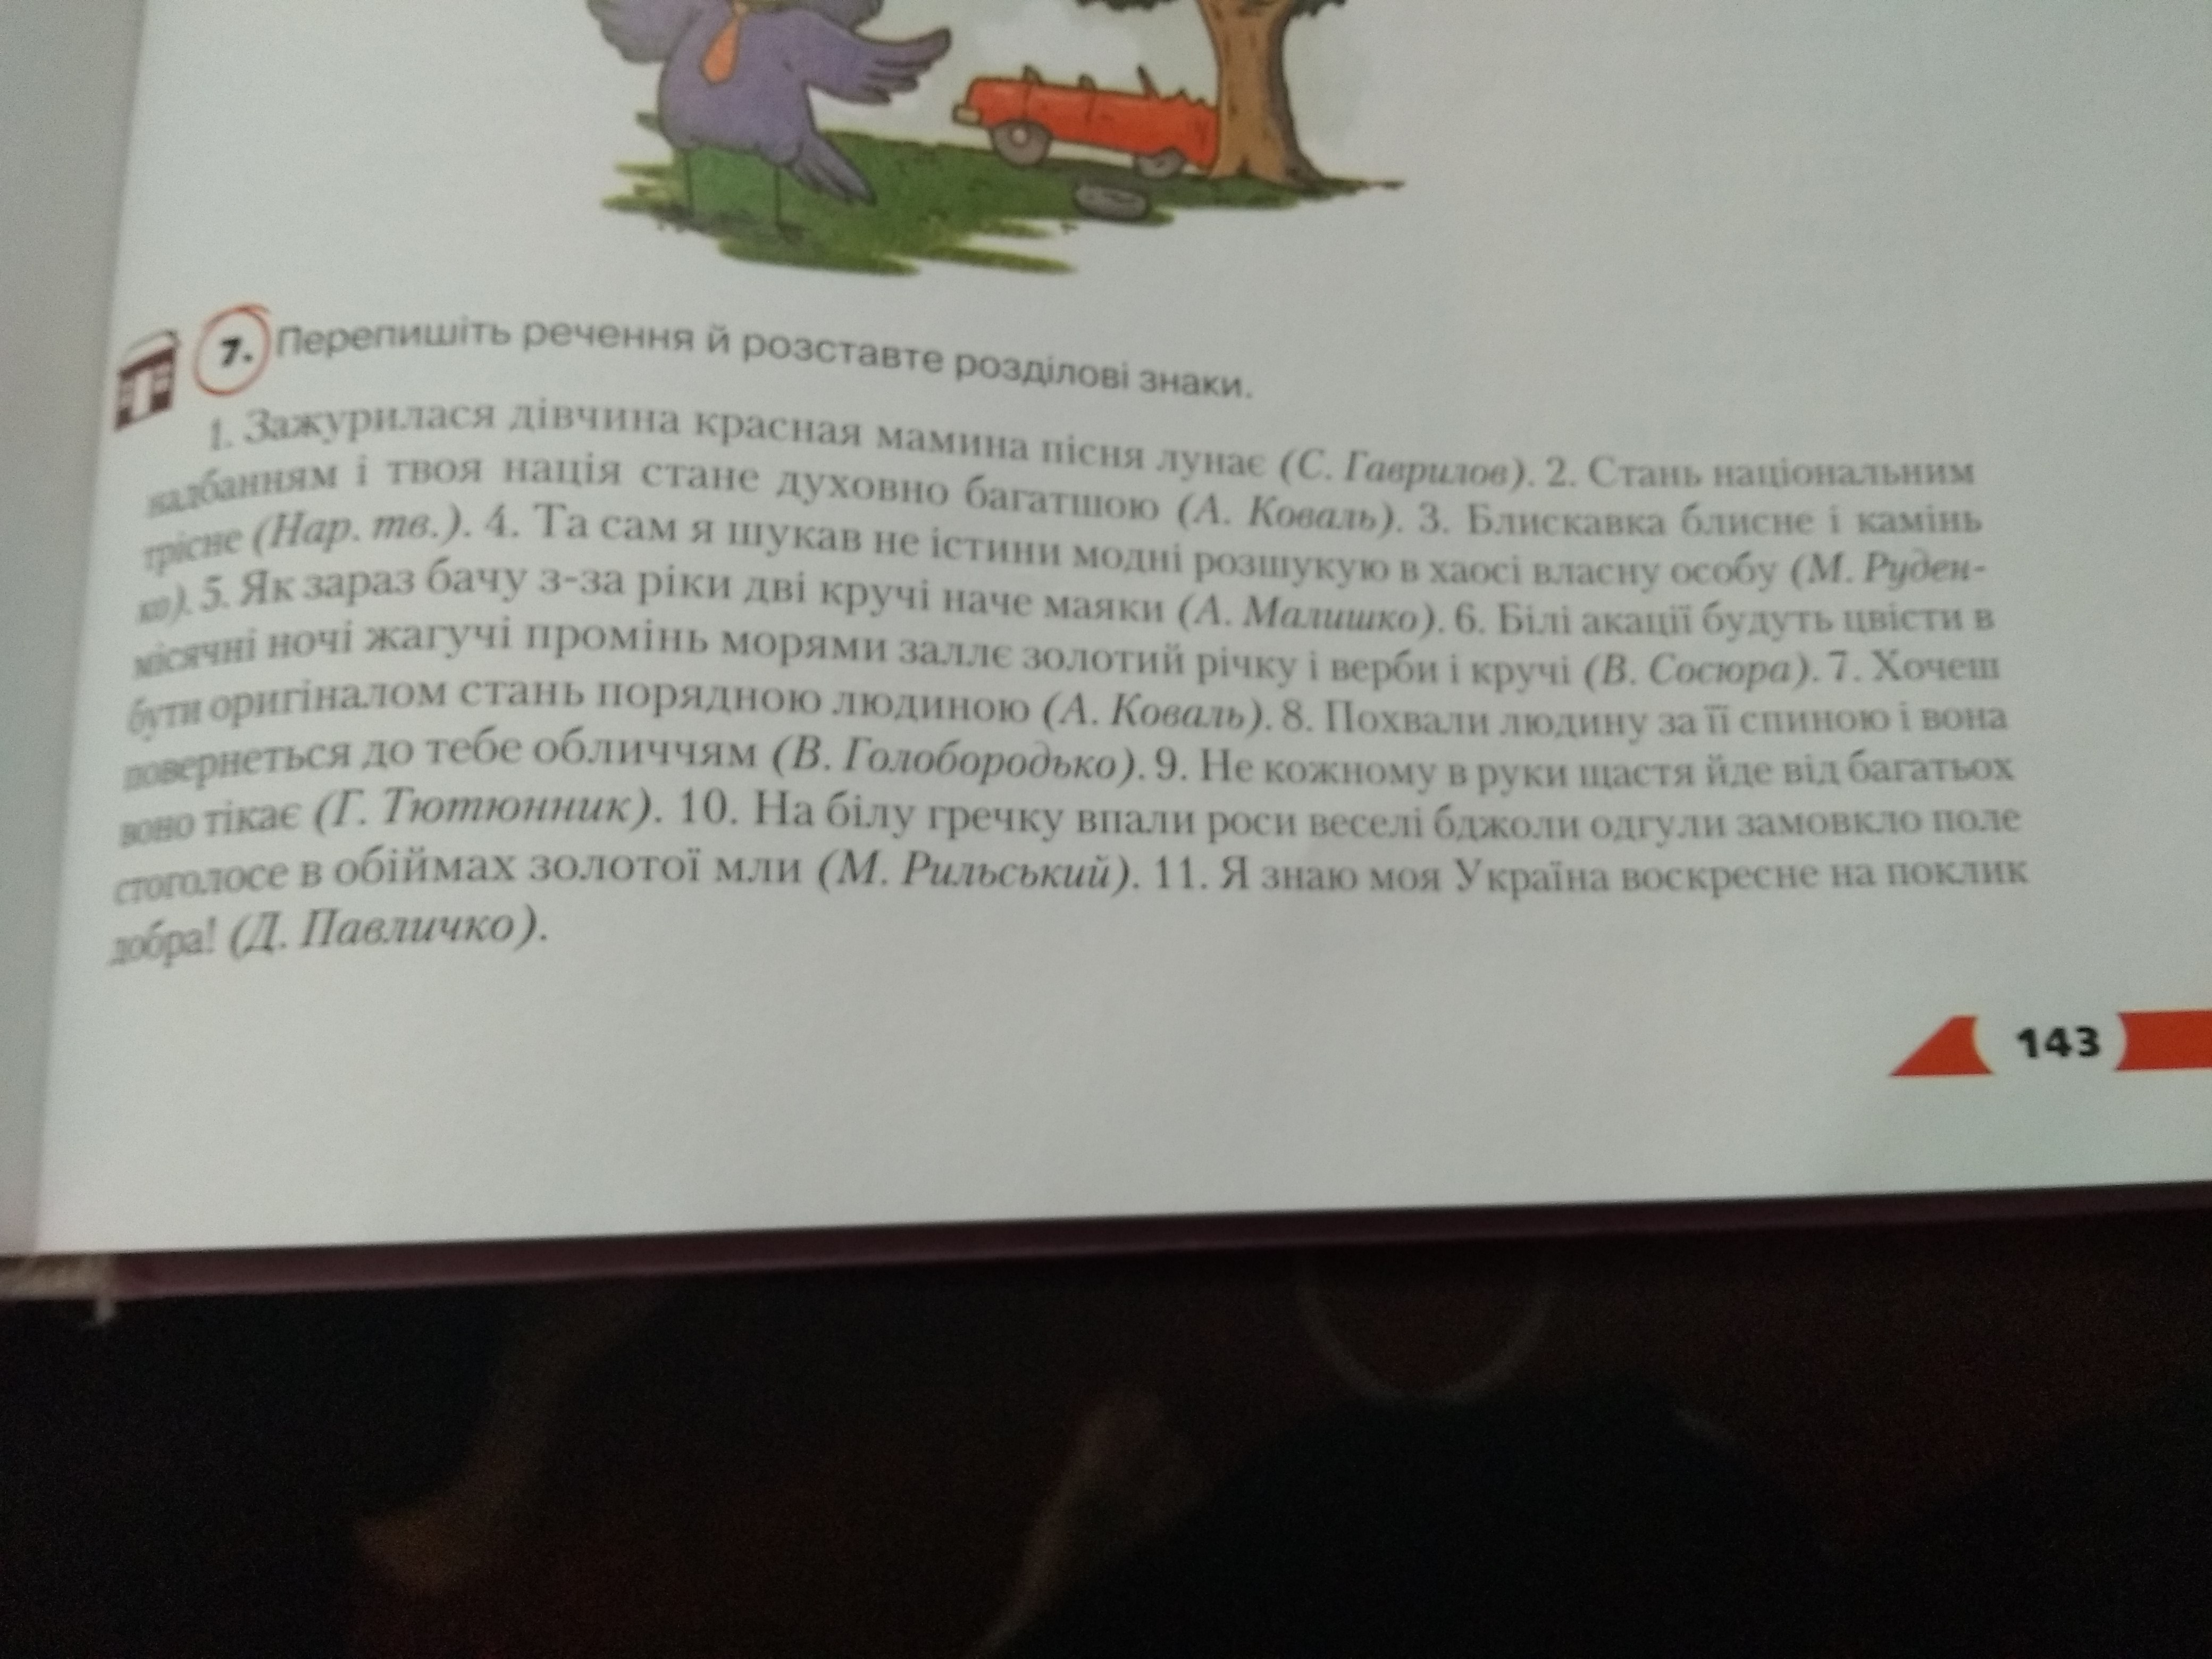 7. Перепишіть речення й розставте розділові знаки.
1. Зажурилася дівчина красная мамина пісня лунає (С. Гаврилов). 2. Стань національним
надбанням і твоя нація стане духовно багатшою (А. Коваль). 3. Блискавка блисне і камінь
трісне (Нар. тв.). 4. Та сам я шукав не істини модні розшукую в хаосі власну особу (М. Руден-
ко). 5. Як зараз бачу з-за ріки дві кручі наче маяки (А. Малишко). 6. Білі акації будуть цвісти в
місячні ночі жагучі промінь морями заллє золотий річку і верби і кручі (В. Сосюра). 7. Хочеш
бути оригіналом стань порядною людиною (А. Коваль). 8. Похвали людину за її спиною і вона
повернеться до тебе обличчям (В. Голобородько). 9. Не кожному в руки щастя йде від багатьох
воно тікає (Г. Тютюнник). 10. На білу гречку впали роси веселі бджоли одгули замовкло поле
стоголосе в обіймах золотої мли (М. Рильський). 11. Я знаю моя Україна воскресне на поклик
добра! (Д. Павличко).
143